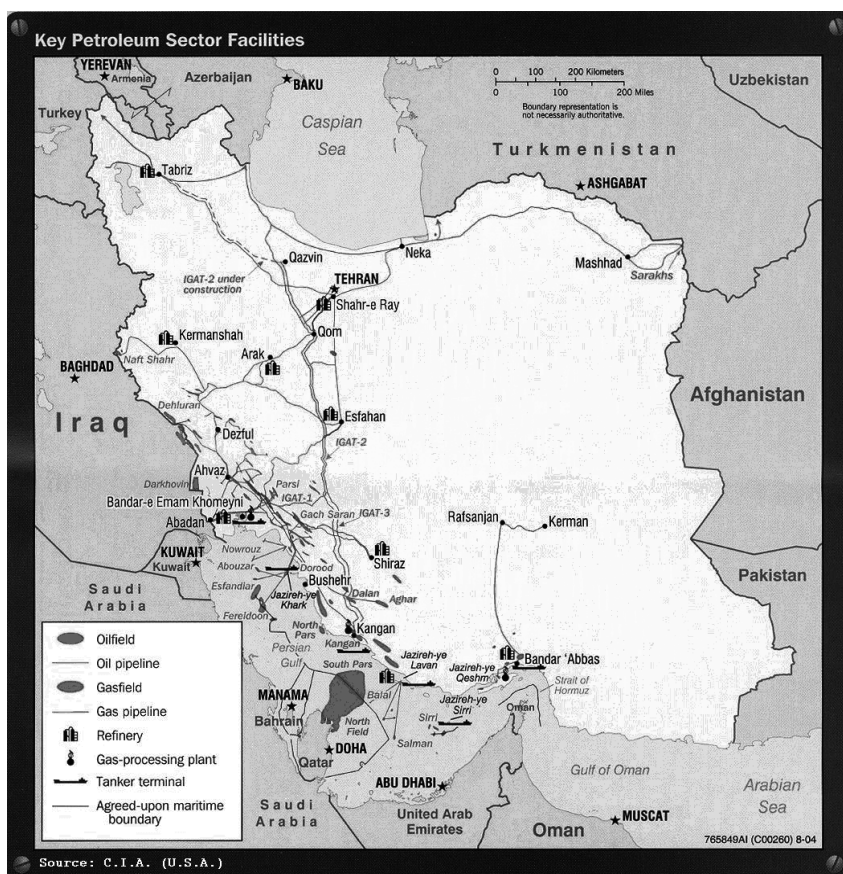 Key Petroleum Sector Facilities
YEREVAN
Armenia
Azerbaijan
BAKU
Turkey
Caspian
Sea
0 100 200 Kilometers
0 100 200 Miles
Boundary representation is
not necessarily authoritative.
Uzbekistan
Turkmenistan
ASHGABAT
Tabriz
Qazvin
Neka
Mashhad
Sarakhs
IGAT-2 under
construction
TEHRAN
Shahr-e Ray
Qom
Kermanshah
Naft Shahr
Arak
BAGHDAD
Iraq
Afghanistan
Dehluran
Dezful
Esfahan
IGAT-2
Ahvaz
Darkhovin
Parsi
IGAT-1
Bandar-e Emam Khomeyni
Gach Saran
IGAT-3
Abadan
Rafsanjan
Kerman
KUWAIT
Kuwait
Nowrouz
Abouzar
Dorood
Shiraz
Pakistan
Saudi
Arabia
Esfandiar
Bushehr
Jazireh-ye
Khark
Dalan
Aghar
Fereidoon
North
Pars
Kangan
Kangan
Persian
Gulf
South Pars
Jazireh-ye
Lavan
Jazireh-ye
Qeshm
Bandar 'Abbas
Strait of
Hormuz
MANAMA
Bahrain
Balal
North
Field
Jazireh-ye
Sirri
Sirri
Oman
Salman
DOHA
Qatar
ABU DHABI
Gulf of Oman
Arabian
Sea
Saudi
Arabia
United Arab
Emirates
Oman
MUSCAT
Oilfield
Oil pipeline
Gasfield
Gas pipeline
Refinery
Gas-processing plant
Tanker terminal
Agreed-upon maritime
boundary
765849AI (C00260) 8-04
Source: C.I.A. (U.S.A.)